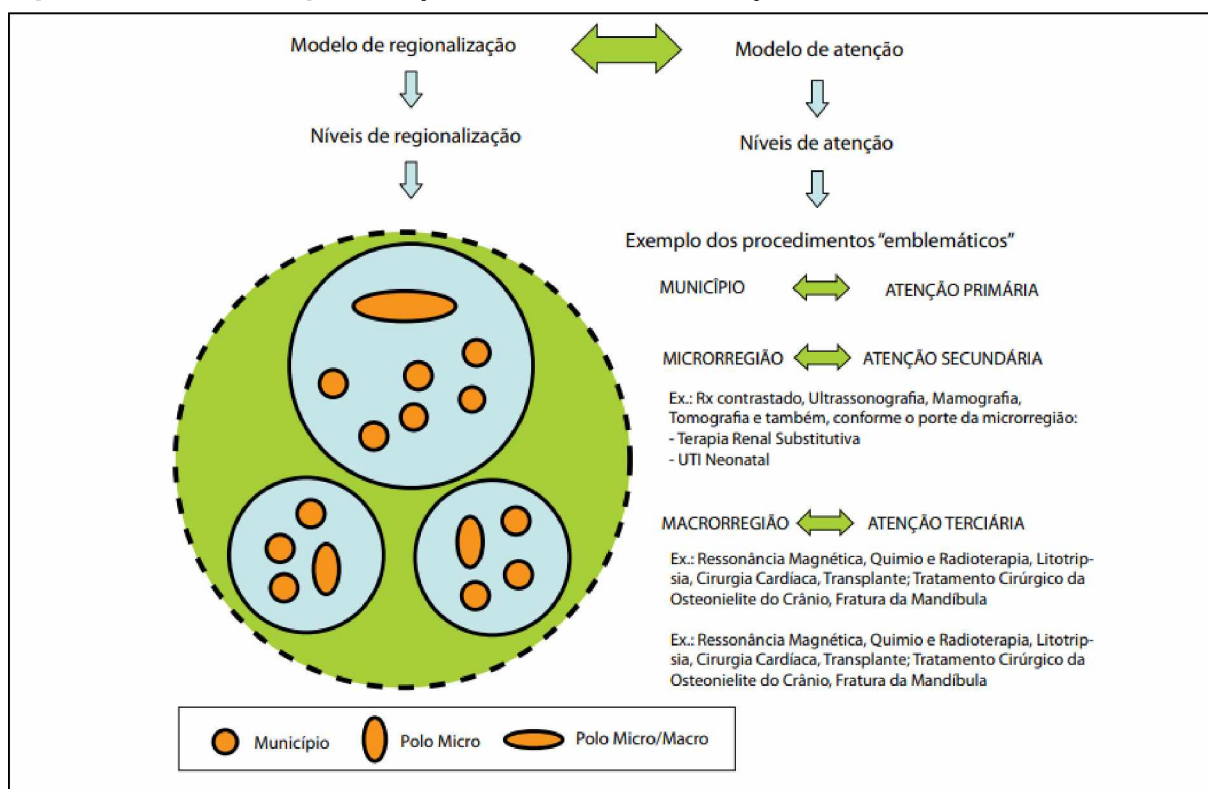 Modelo de regionalização
Modelo de atenção
Níveis de regionalização
Níveis de atenção
Exemplo dos procedimentos "emblemáticos"
MUNICÎPIO
ATENÇÃO PRIMÁRIA
MICRORREGIÃO
ATENÇÃO SECUNDÁRIA
Ex.: Rx contrastado, Ultrassonografia, Mamografia,
Tomografia e também, conforme o porte da microrregião:
- Terapia Renal Substitutiva
- UTI Neonatal
MACRORREGIÃO
ATENÇÃO TERCIÁRIA
Ex.: Ressonância Magnética, Quimio e Radioterapia, Litotrip-
sia, Cirurgia Cardíaca, Transplante; Tratamento Cirúrgico da
Osteonielite do Crânio, Fratura da Mandíbula
Ex.: Ressonância Magnética, Quimio e Radioterapia, Litotrip-
sia, Cirurgia Cardíaca, Transplante; Tratamento Cirúrgico da
Osteonielite do Crânio, Fratura da Mandíbula
Município
Polo Micro
Polo Micro/Macro